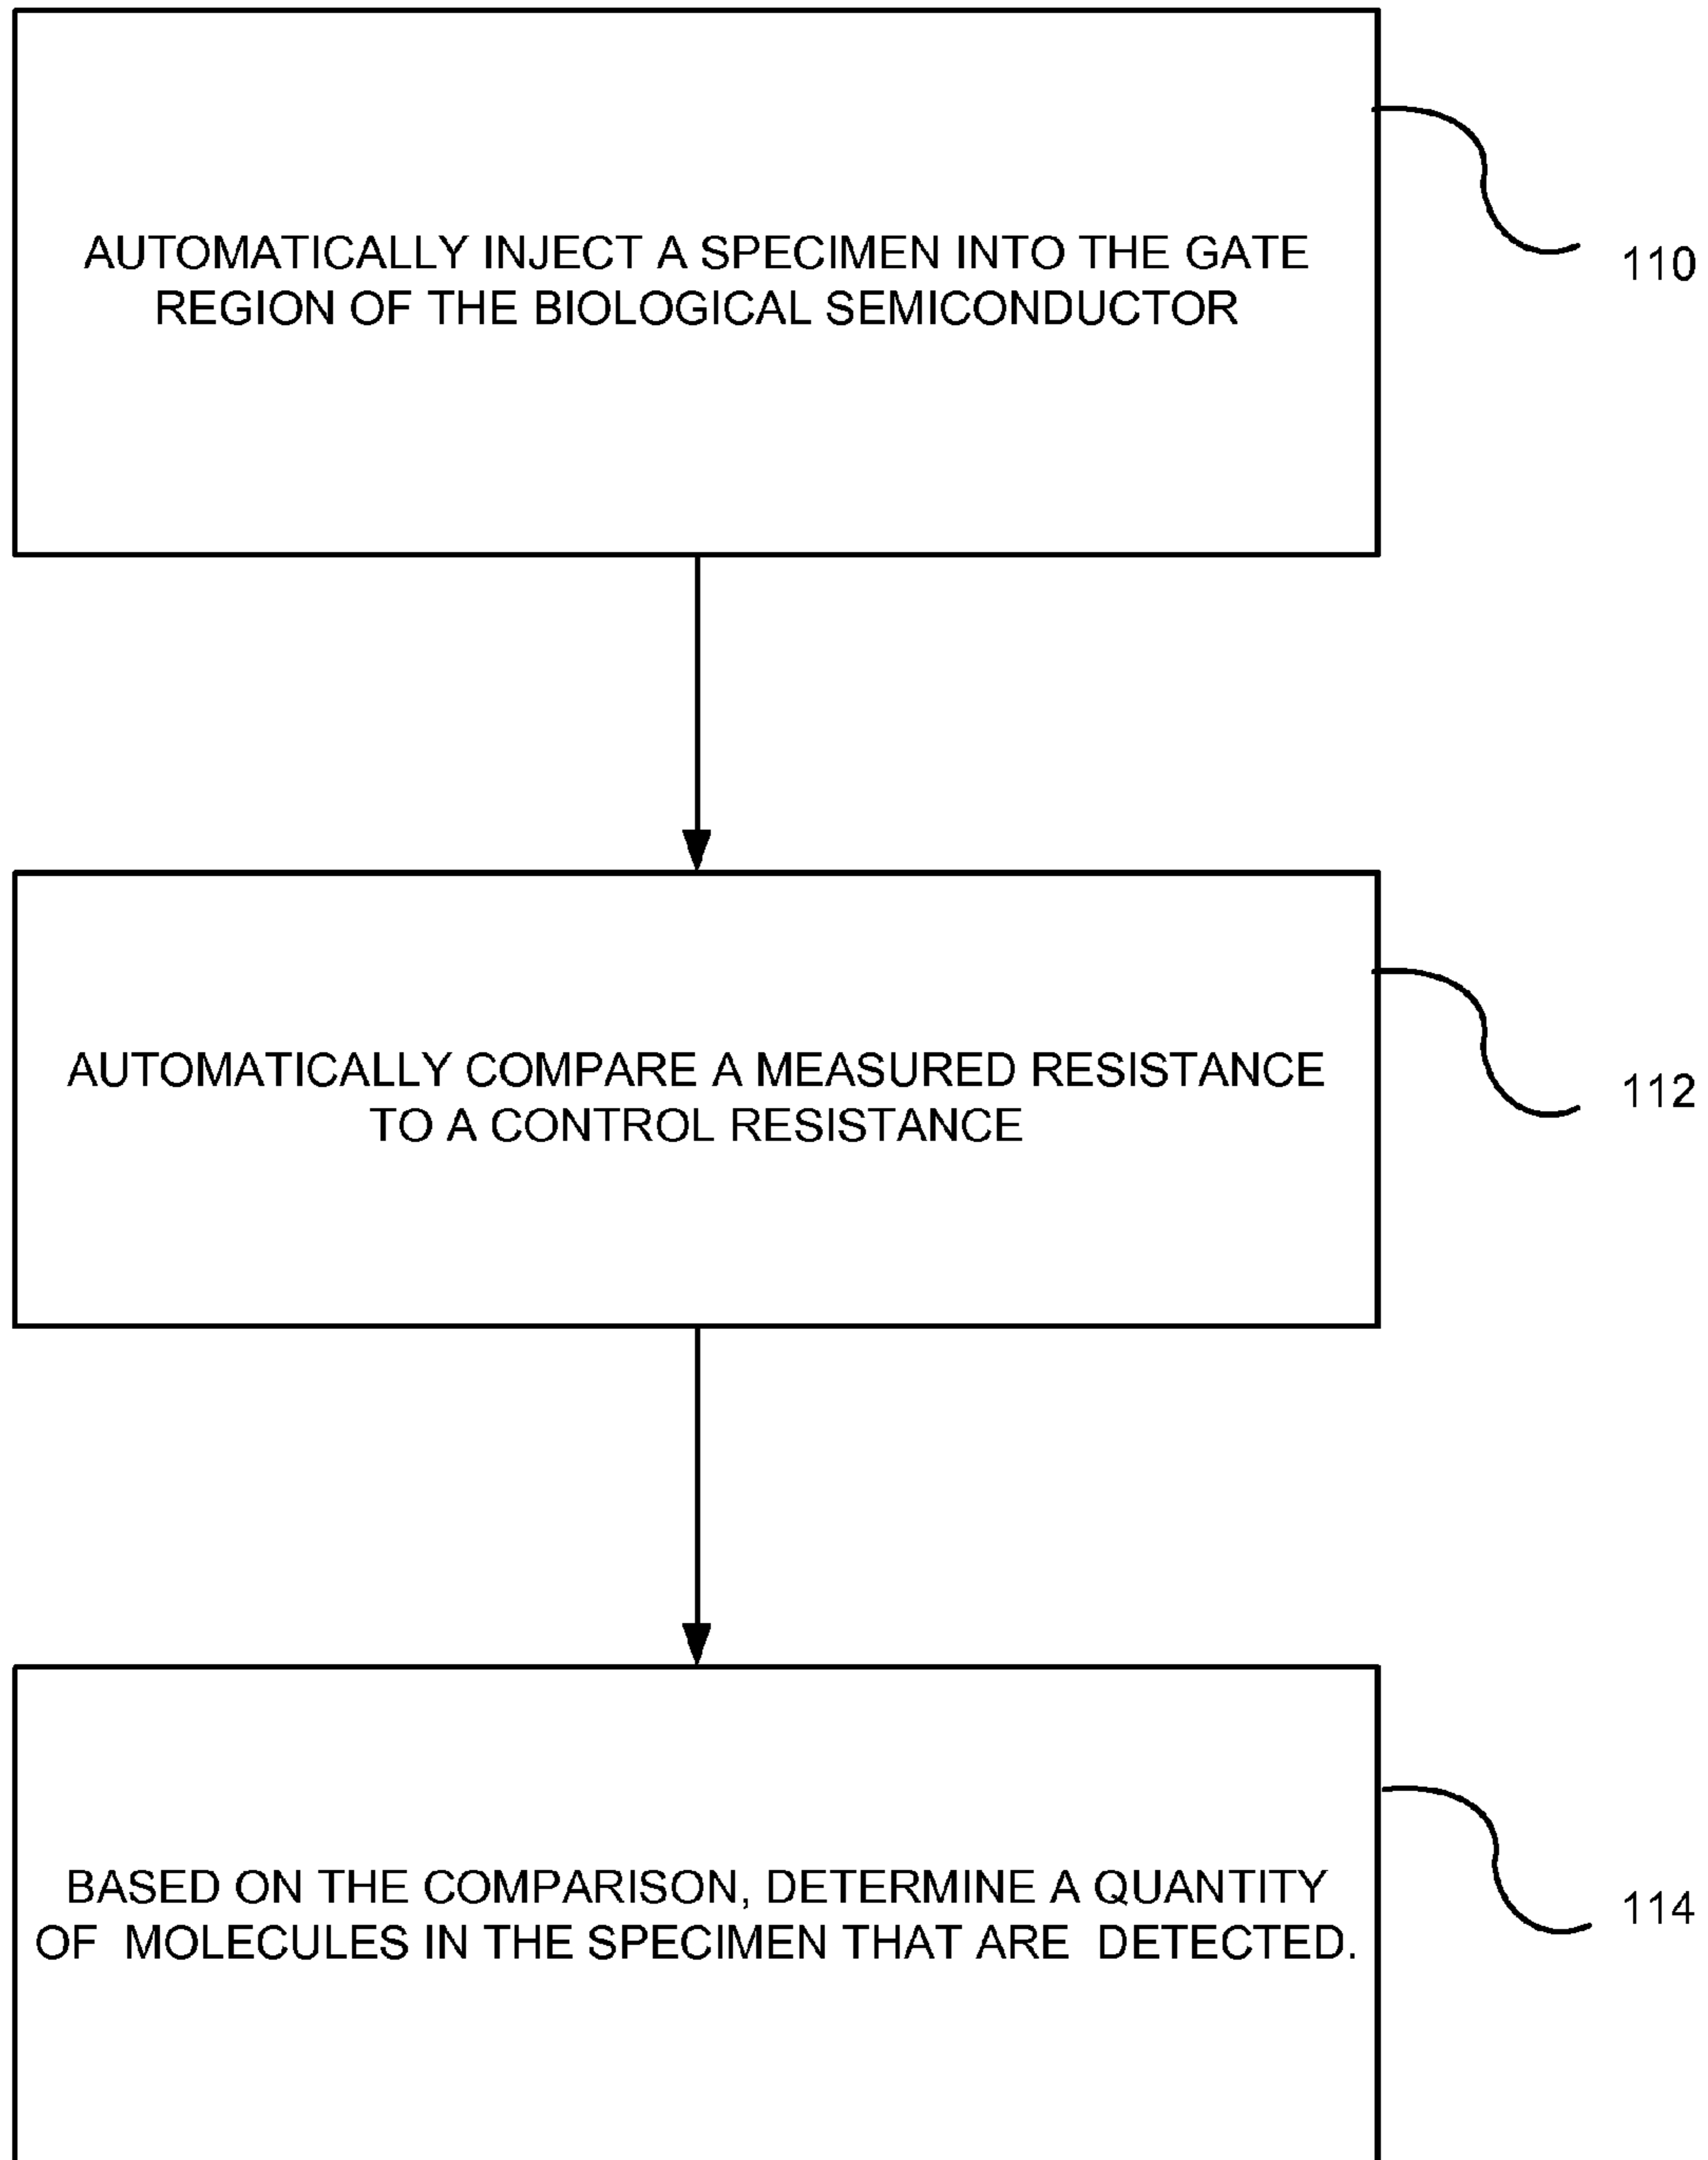 AUTOMATICALLY INJECT A SPECIMEN INTO THE GATE
REGION OF THE BIOLOGICAL SEMICONDUCTOR
110
AUTOMATICALLY COMPARE A MEASURED RESISTANCE
TO A CONTROL RESISTANCE
112
BASED ON THE COMPARISON, DETERMINE A QUANTITY
OF MOLECULES IN THE SPECIMEN THAT ARE DETECTED.
114